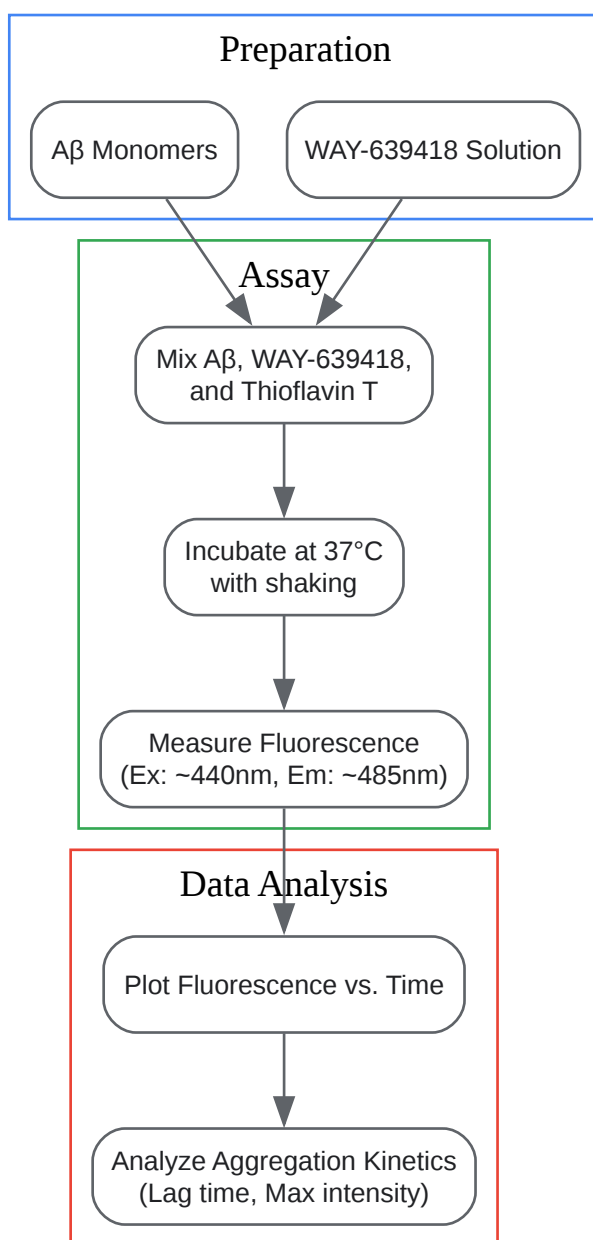 Preparation
Aβ Monomers
WAY-639418 Solution
Assay
Mix Aβ, WAY-639418,
and Thioflavin T
Incubate at 37°C
with shaking
Measure Fluorescence
(Ex: ~440nm, Em: ~485nm)
Data Analysis
Plot Fluorescence vs. Time
Analyze Aggregation Kinetics
(Lag time, Max intensity)